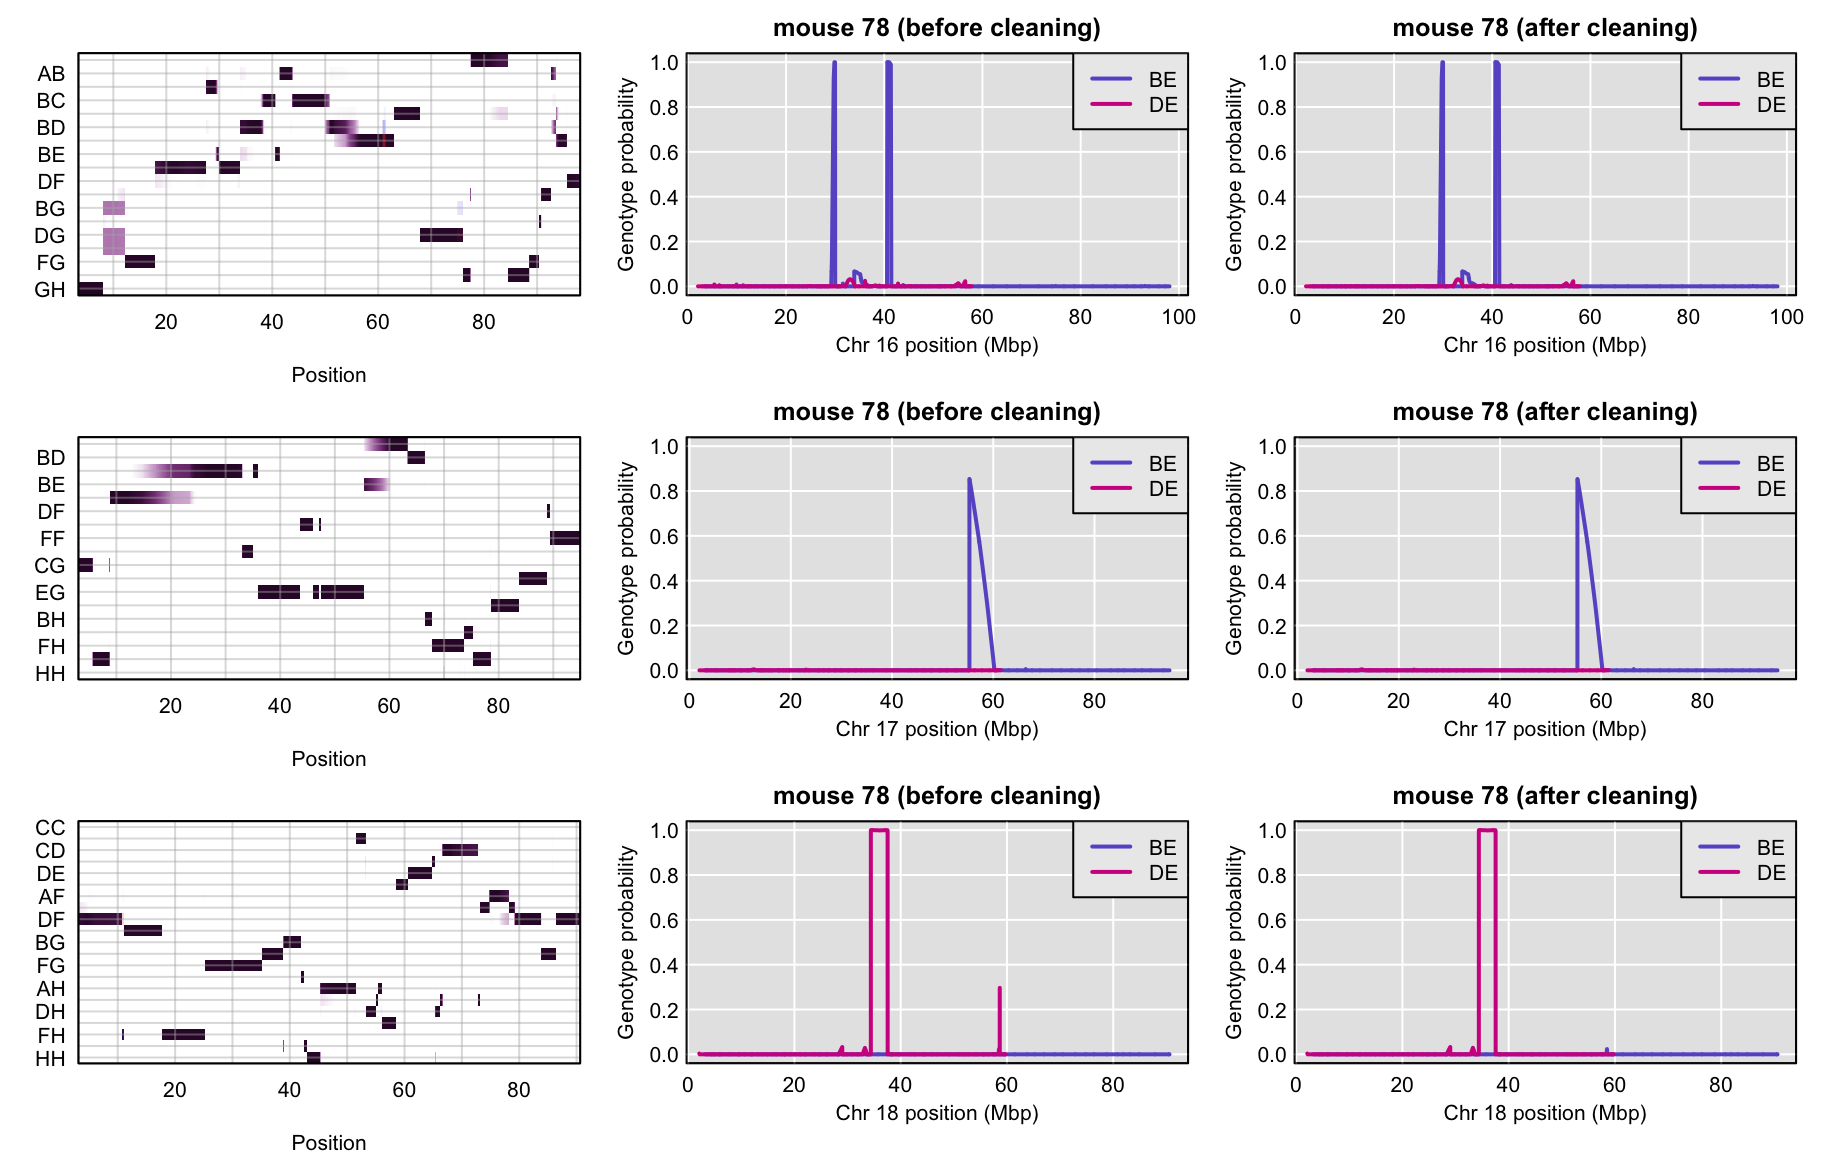 AB
BC
BD
BE
DF
BG
DG
FG
GH
20 40 60 80
Position
mouse 78 (before cleaning)
Genotype probability
1.0
0.8
0.6
0.4
0.2
0.0
BE
DE
0 20 40 60 80 100
Chr 16 position (Mbp)
mouse 78 (after cleaning)
Genotype probability
1.0
0.8
0.6
0.4
0.2
0.0
BE
DE
0 20 40 60 80 100
Chr 16 position (Mbp)
BD
BE
DF
FF
CG
EG
BH
FH
HH
20 40 60 80
Position
mouse 78 (before cleaning)
Genotype probability
1.0
0.8
0.6
0.4
0.2
0.0
BE
DE
0 20 40 60 80
Chr 17 position (Mbp)
mouse 78 (after cleaning)
Genotype probability
1.0
0.8
0.6
0.4
0.2
0.0
BE
DE
0 20 40 60 80
Chr 17 position (Mbp)
CC
CD
DE
AF
DF
BG
FG
AH
DH
FH
HH
20 40 60 80
Position
mouse 78 (before cleaning)
Genotype probability
1.0
0.8
0.6
0.4
0.2
0.0
BE
DE
0 20 40 60 80
Chr 18 position (Mbp)
mouse 78 (after cleaning)
Genotype probability
1.0
0.8
0.6
0.4
0.2
0.0
BE
DE
0 20 40 60 80
Chr 18 position (Mbp)